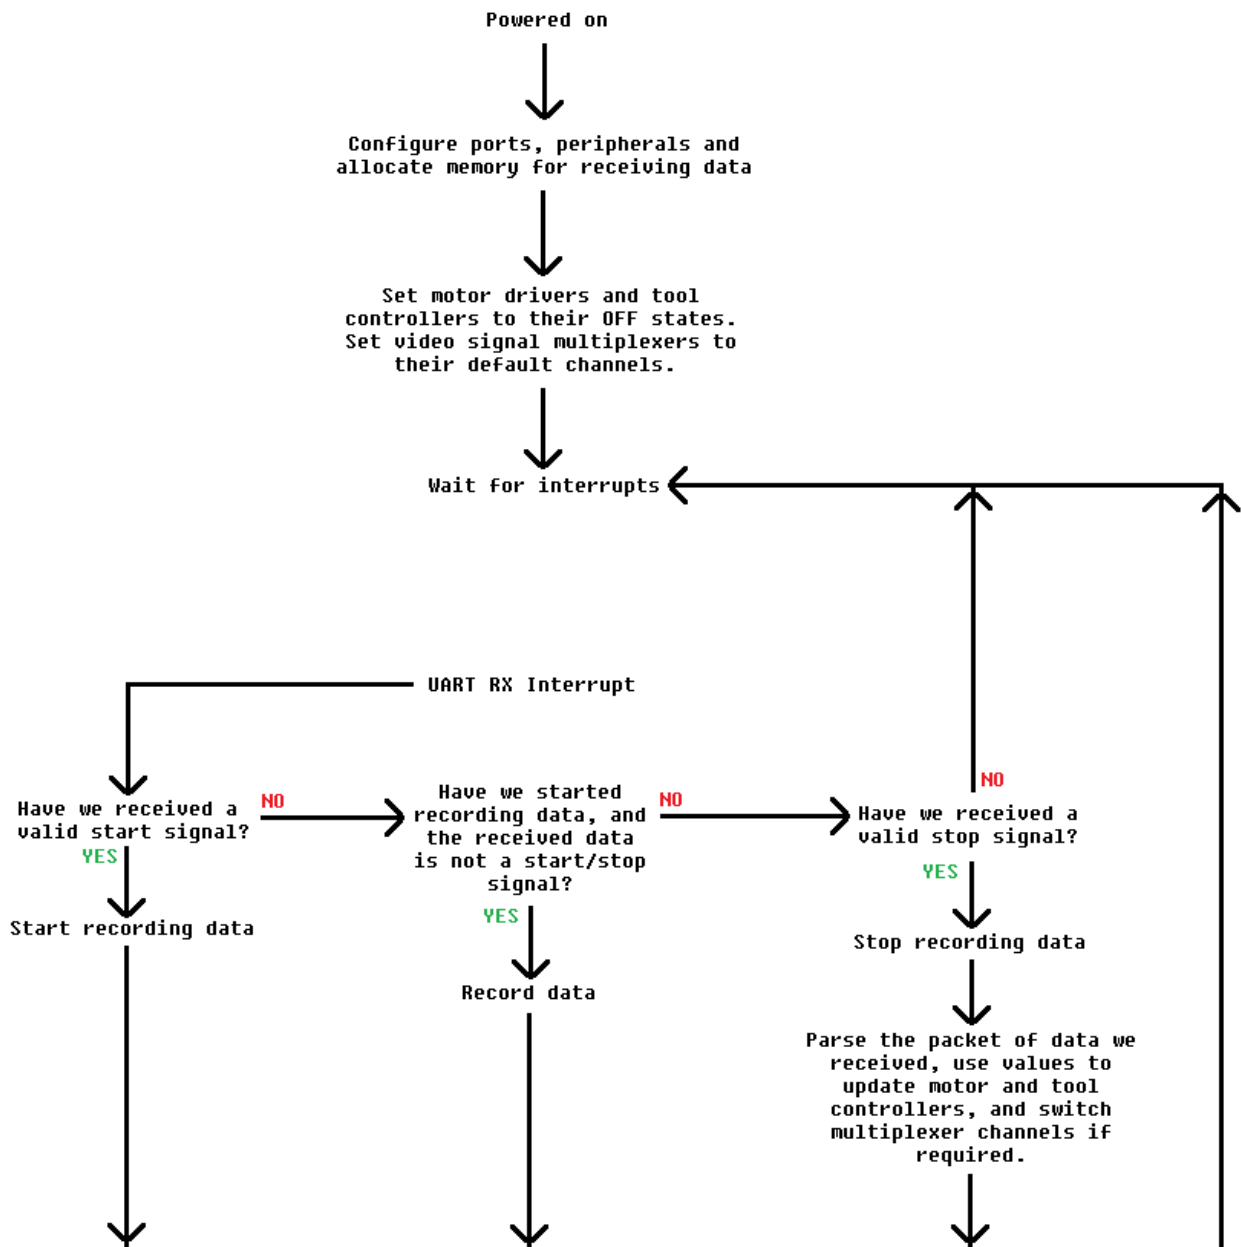 Powered on
Configure ports, peripherals and
allocate memory for receiving data
Set motor drivers and tool
controllers to their OFF states.
Set video signal multiplexers to
their default channels.
Wait for interrupts
UART RX Interrupt
Have we received a
valid start signal?
NO
YES
Start recording data
Have we started
recording data, and
the received data
is not a start/stop
signal?
NO
YES
Record data
NO
Have we received a
valid stop signal?
YES
Stop recording data
Parse the packet of data we
received, use values to
update motor and tool
controllers, and switch
multiplexer channels if
required.